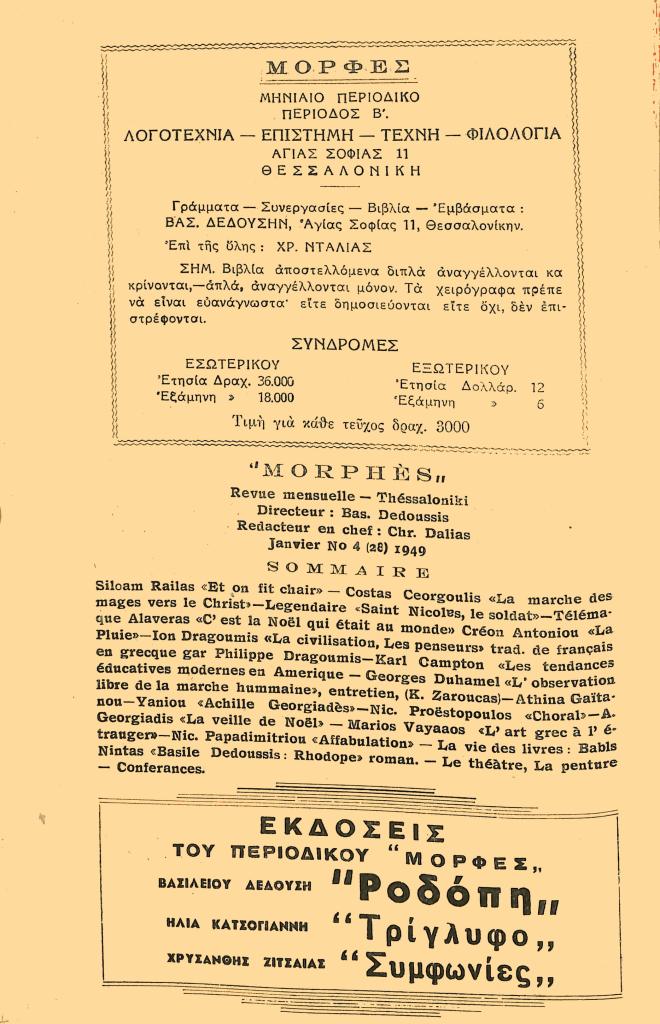 ΜΟΡΦΕΣ
ΜΗΝΙΑΙΟ ΠΕΡΙΟΔΙΚΟ
ΠΕΡΙΟΔΟΣ Β'.
ΛΟΓΟΤΕΧΝΙΑ — ΕΠΙΣΤΗΜΗ — ΤΕΧΝΗ — ΦΙΛΟΛΟΓΙΑ
ΑΓΙΑΣ ΣΟΦΙΑΣ 11
ΘΕΣΣΑΛΟΝΙΚΗ
Γράμματα — Συνεργασίες — Βιβλία — Ἐμβάσματα :
ΒΑΣ. ΔΕΔΟΥΣΗΝ, Ἁγίας Σοφίας 11, Θεσσαλονίκην.
Ἐπὶ τῆς ὕλης : ΧΡ. ΝΤΑΛΙΑΣ
ΣΗΜ. Βιβλία ἀποστελλόμενα διπλὰ ἀναγγέλλονται κα
κρίνονται,—ἁπλά, ἀναγγέλλονται μόνον. Τὰ χειρόγραφα πρέπε
νὰ εἶναι εὐανάγνωστα· εἴτε δημοσιεύονται εἴτε ὄχι, δὲν ἐπι-
στρέφονται.
ΣΥΝΔΡΟΜΕΣ
ΕΣΩΤΕΡΙΚΟΥ
Ἐτησία Δραχ. 36.000
Ἑξάμηνη » 18.000
ΕΞΩΤΕΡΙΚΟΥ
Ἐτησία Δολλάρ. 12
Ἑξάμηνη » 6
Τιμὴ γιὰ κάθε τεῦχος δραχ. 3000
"MORPHÈS„
Revue mensuelle — Théssaloniki
Directeur : Bas. Dedoussis
Redacteur en chef : Chr. Dalias
Janvier No 4 (28) 1949
SOMMAIRE
Siloam Railas «Et on fit chair» — Costas Ceorgoulis «La marche des
mages vers le Christ»—Legendaire «Saint Nicolas, le soldat»—Téléma-
que Alaveras «C' est la Noël qui était au monde» Créon Antoniou «La
Pluie»—Ion Dragoumis «La civilisation, Les penseurs» trad. de français
en grecque gar Philippe Dragoumis—Karl Campton «Les tendances
éducatives modernes en Amerique — Georges Duhamel «L' observation
libre de la marche hummaine», entretien, (K. Zaroucas)—Athina Gaïta-
nou—Yaniou «Achille Georgiadès»—Nic. Proëstopoulos «Choral»—A.
Georgiadis «La veille de Noël» — Marios Vayaaos «L' art grec à l' é-
tranger»—Nic. Papadimitriou «Affabulation» — La vie des livres : Babls
Nintas «Basile Dedoussis : Rhodope» roman. — Le théâtre, La penture
— Conferances.
ΕΚΔΟΣΕΙΣ
ΤΟΥ ΠΕΡΙΟΔΙΚΟΥ “ΜΟΡΦΕΣ„
ΒΑΣΙΛΕΙΟΥ ΔΕΔΟΥΣΗ "Ροδόπη„
ΗΛΙΑ ΚΑΤΣΟΓΙΑΝΝΗ “Τρίγλυφο„
ΧΡΥΣΑΝΘΗΣ ΖΙΤΣΑΙΑΣ “Συμφωνίες„